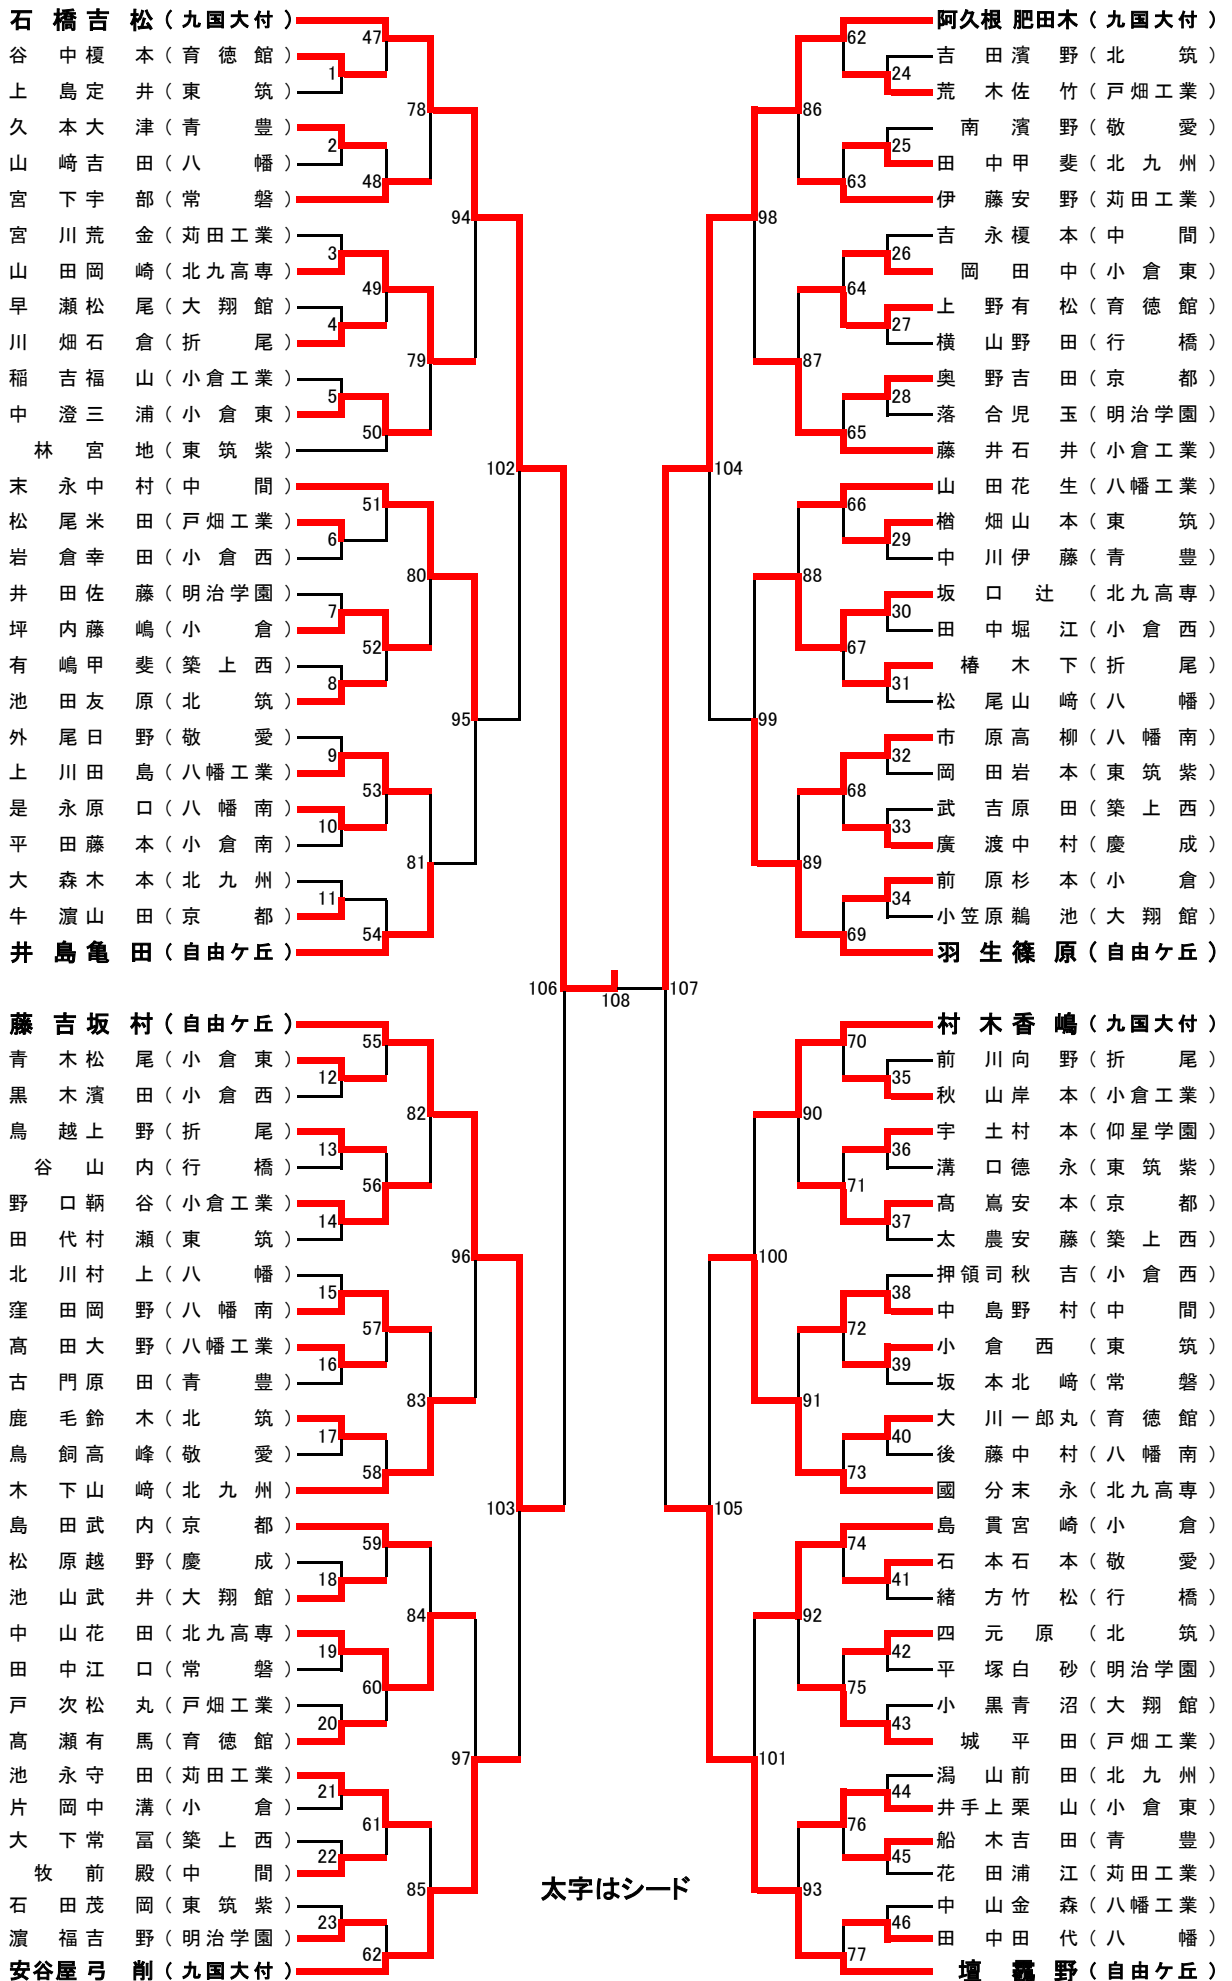 石橋 吉松 (九国大付)
谷中 榎本 (育徳館)
上島 定井 (東筑)
久本 大津 (青豊)
山﨑 吉田 (八幡)
宮下 宇部 (常磐)
宮川 荒金 (苅田工業)
山田 岡崎 (北九高専)
早瀬 松尾 (大翔館)
川畑 石倉 (折尾)
稲吉 福山 (小倉工業)
中澄 三浦 (小倉東)
林 宮地 (東筑紫)
末永 中村 (中間)
松尾 米田 (戸畑工業)
岩倉 幸田 (小倉西)
井田 佐藤 (明治学園)
坪内 藤嶋 (小倉)
有嶋 甲斐 (築上西)
池田 友原 (北筑)
外尾 日野 (敬愛)
上川 田島 (八幡工業)
是永 原口 (八幡南)
平田 藤本 (小倉南)
大森 木本 (北九州)
牛濵 山田 (京都)
井島 亀田 (自由ケ丘)
藤吉 坂村 (自由ケ丘)
青木 松尾 (小倉東)
黒木 濱田 (小倉西)
鳥越 上野 (折尾)
谷 山内 (行橋)
野口 鞆谷 (小倉工業)
田代 村瀬 (東筑)
北川 村上 (八幡)
窪田 岡野 (八幡南)
髙田 大野 (八幡工業)
古門 原田 (青豊)
鹿毛 鈴木 (北筑)
鳥飼 高峰 (敬愛)
木下 山﨑 (北九州)
島田 武内 (京都)
松原 越野 (慶成)
池山 武井 (大翔館)
中山 花田 (北九高専)
田中 江口 (常磐)
戸次 松丸 (戸畑工業)
髙瀬 有馬 (育徳館)
池永 守田 (苅田工業)
片岡 中溝 (小倉)
大下 常冨 (築上西)
牧 前殿 (中間)
石田 茂岡 (東筑紫)
濵福 吉野 (明治学園)
安谷屋 弓削 (九国大付)
1
2
3
4
5
6
7
8
9
10
11
12
13
14
15
16
17
18
19
20
21
22
23
47
48
49
50
51
52
53
54
55
56
57
58
59
60
61
62
78
79
80
81
82
83
84
85
94
95
96
97
102
103
106
108
107
104
105
98
99
100
101
86
87
88
89
90
91
92
93
62
63
64
65
66
67
68
69
70
71
72
73
74
75
76
77
24
25
26
27
28
29
30
31
32
33
34
35
36
37
38
39
40
41
42
43
44
45
46
阿久根 肥田木 (九国大付)
吉田 濱野 (北筑)
荒木 佐竹 (戸畑工業)
南 濱野 (敬愛)
田中 甲斐 (北九州)
伊藤 安野 (苅田工業)
吉永 榎本 (中間)
岡 田中 (小倉東)
上野 有松 (育徳館)
横山 野田 (行橋)
奥野 吉田 (京都)
落合 児玉 (明治学園)
藤井 石井 (小倉工業)
山田 花生 (八幡工業)
楢畑 山本 (東筑)
中川 伊藤 (青豊)
坂口 辻 (北九高専)
田中 堀江 (小倉西)
椿 木下 (折尾)
松尾 山﨑 (八幡)
市原 高柳 (八幡南)
岡田 岩本 (東筑紫)
武吉 原田 (築上西)
廣渡 中村 (慶成)
前原 杉本 (小倉)
小笠原 鵜池 (大翔館)
羽生 篠原 (自由ケ丘)
村木 香嶋 (九国大付)
前川 向野 (折尾)
秋山 岸本 (小倉工業)
宇土 村本 (仰星学園)
溝口 德永 (東筑紫)
髙嶌 安本 (京都)
太農 安藤 (築上西)
押領司 秋吉 (小倉西)
中島 野村 (中間)
小倉 西 (東筑)
坂本 北﨑 (常磐)
大川 一郎丸 (育徳館)
後藤 中村 (八幡南)
國分 末永 (北九高専)
島貫 宮崎 (小倉)
石本 石本 (敬愛)
緒方 竹松 (行橋)
四元 原 (北筑)
平塚 白砂 (明治学園)
小黒 青沼 (大翔館)
城 平田 (戸畑工業)
潟山 前田 (北九州)
井手上 栗山 (小倉東)
船木 吉田 (青豊)
花田 浦江 (苅田工業)
中山 金森 (八幡工業)
田中 田代 (八幡)
壇 野 (自由ケ丘)
太字はシード